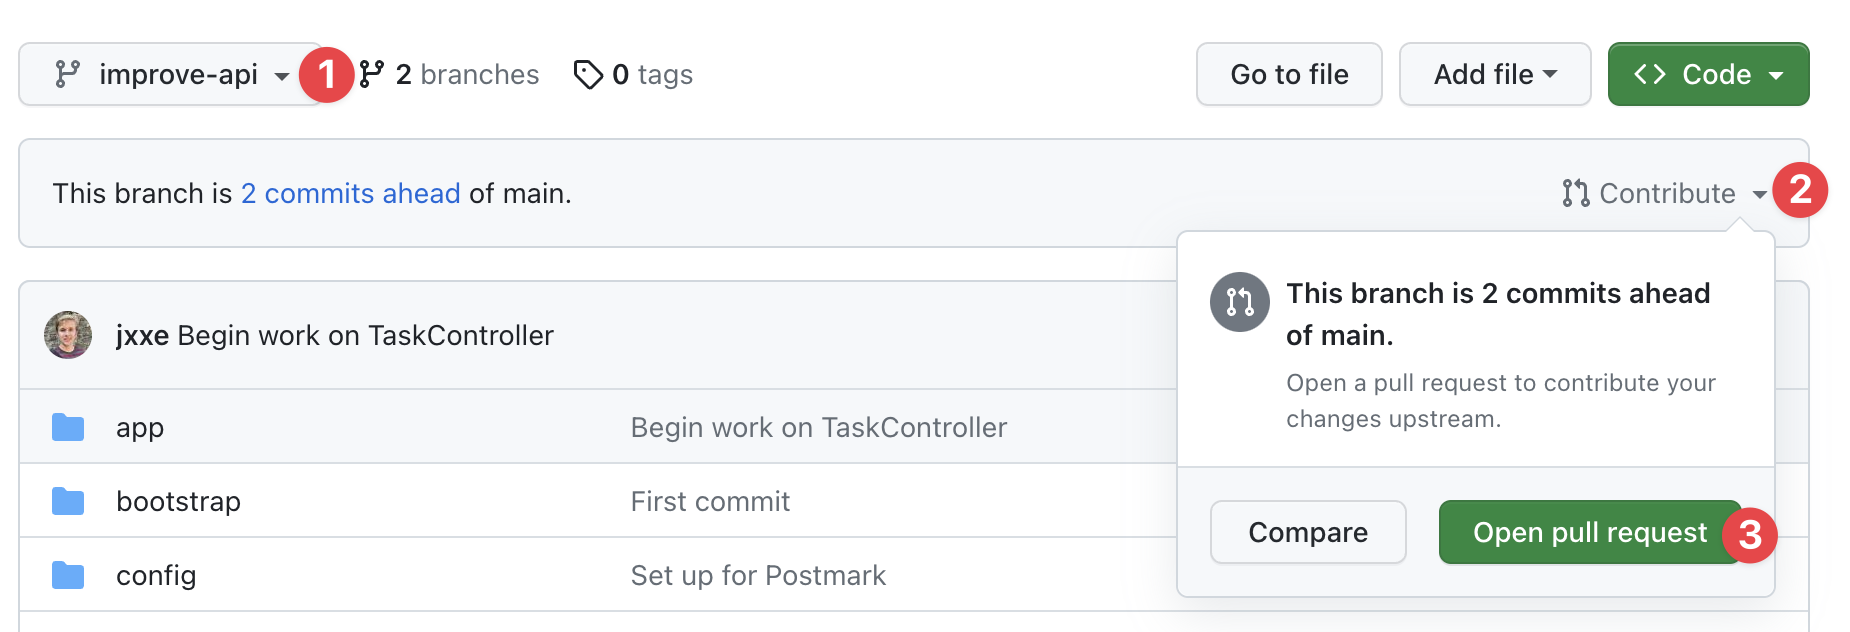 improve-api 1 2 branches 0 tags Go to file Add file <> Code
This branch is 2 commits ahead of main. Contribute 2
This branch is 2 commits ahead
of main.
Open a pull request to contribute your
changes upstream.
Compare Open pull request 3
jxxe Begin work on TaskController
app Begin work on TaskController
bootstrap First commit
config Set up for Postmark